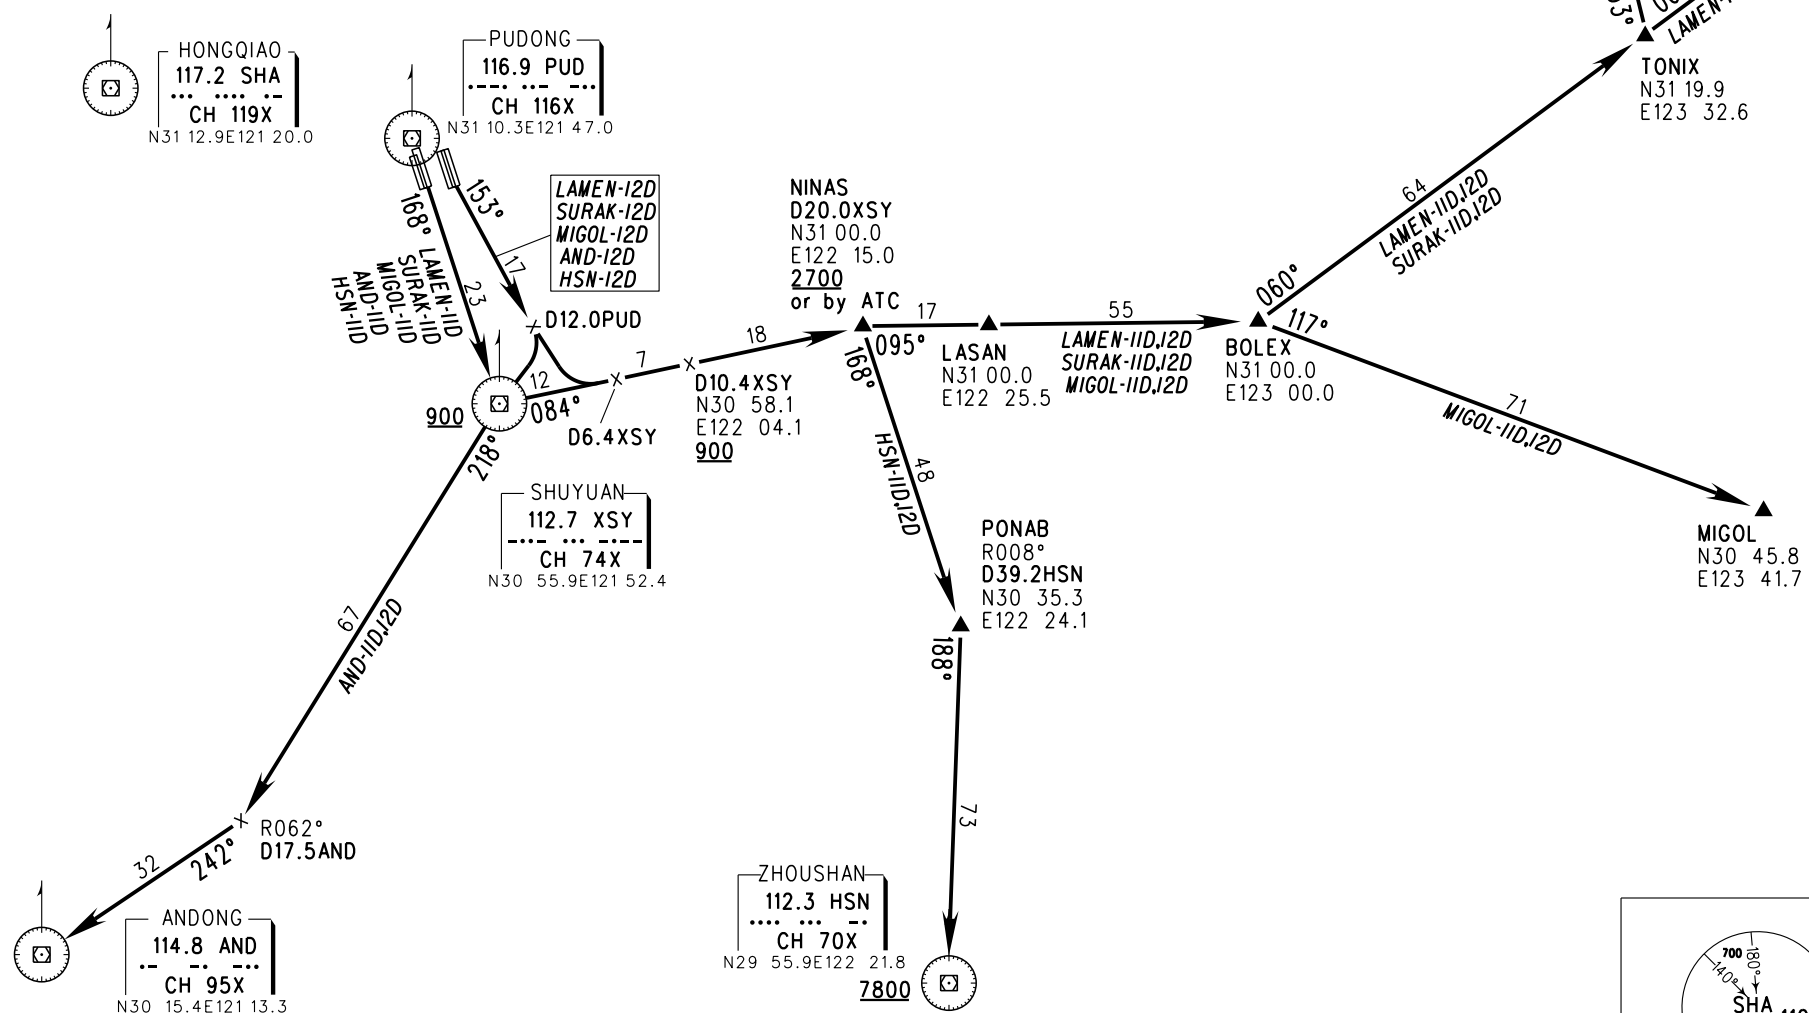 HONGQIAO
117.2 SHA
CH 119X
N31 12.9E121 20.0
PUDONG
116.9 PUD
CH 116X
N31 10.3E121 47.0
TONIX
N31 19.9
E123 32.6
153°
168°
LAMEN-11D
SURAK-11D
MIGOL-11D
AND-11D
HSN-11D
23
17
LAMEN-12D
SURAK-12D
MIGOL-12D
AND-12D
HSN-12D
D12.0PUD
NINAS
D20.0XSY
N31 00.0
E122 15.0
2700
or by ATC
64
LAMEN-11D,12D
SURAK-11D,12D
060°
117°
17
55
095°
168°
LASAN
N31 00.0
E122 25.5
LAMEN-11D,12D
SURAK-11D,12D
MIGOL-11D,12D
BOLEX
N31 00.0
E123 00.0
71
MIGOL-11D,12D
MIGOL
N30 45.8
E123 41.7
18
7
12
084°
900
218°
D6.4XSY
D10.4XSY
N30 58.1
E122 04.1
900
SHUYUAN
112.7 XSY
CH 74X
N30 55.9E121 52.4
48
HSN-11D,12D
PONAB
R008°
D39.2HSN
N30 35.3
E122 24.1
188°
73
67
AND-11D,12D
R062°
D17.5AND
242°
32
ANDONG
114.8 AND
CH 95X
N30 15.4E121 13.3
ZHOUSHAN
112.3 HSN
CH 70X
N29 55.9E122 21.8
7800
700
180°
140°
SHA